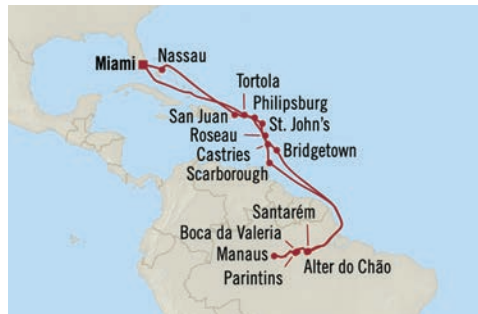 Miami
Nassau
Tortola
Philipsburg
San Juan
St. John's
Roseau
Castries
Bridgetown
Scarborough
Santarém
Boca da Valeria
Manaus
Alter do Chão
Parintins